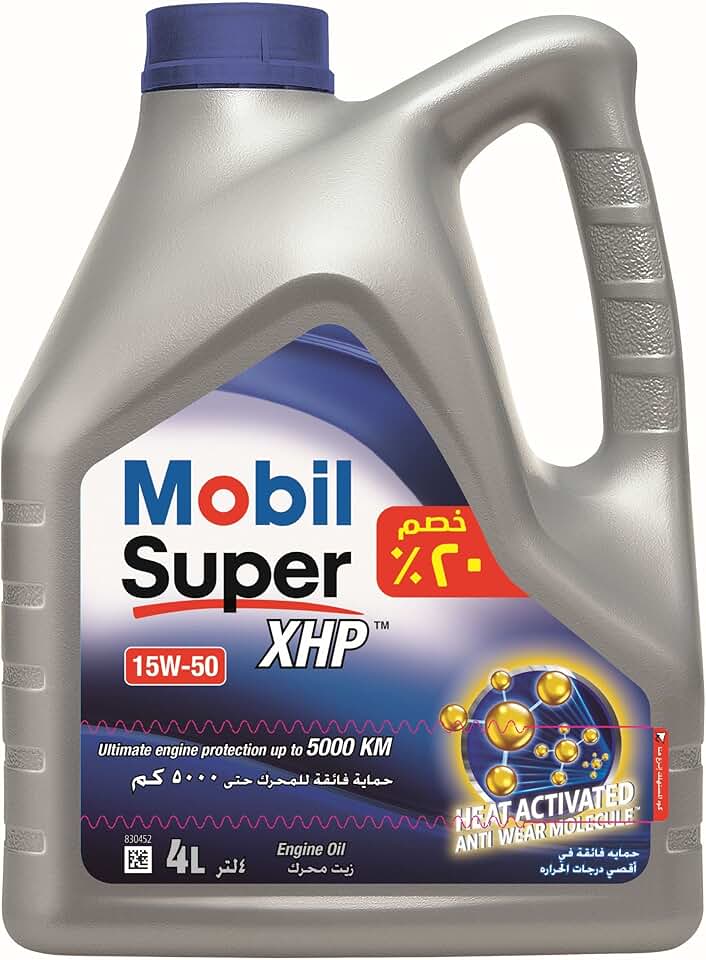 Mobil
Super
XHP™
خصم
٪٢٠
15W-50
Ultimate engine protection up to 5000 KM
حماية فائقة للمحرك حتى ٥٠٠٠ كم
HEAT ACTIVATED
ANTI WEAR MOLECULE™
حمايه فائقة في
أقصي درجات الحراره
830452
4L ٤لتر
Engine Oil
زيت محرك